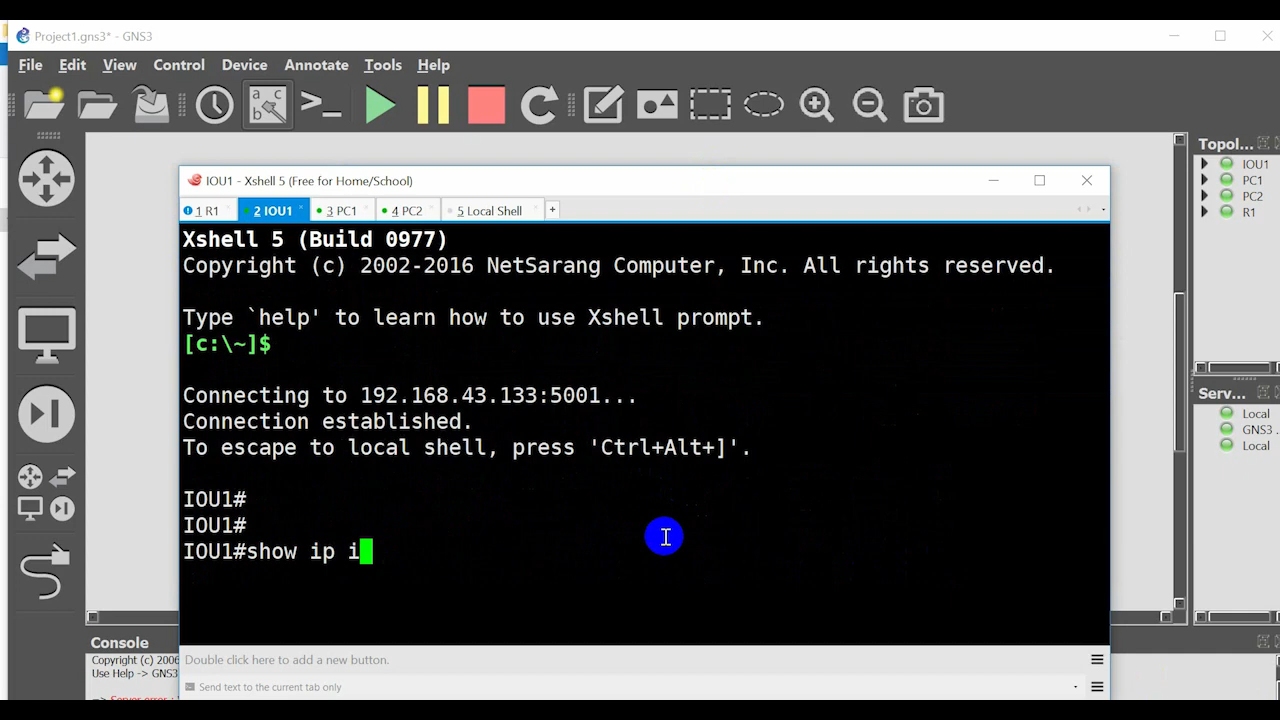 Project1.gns3* - GNS3
File Edit View Control Device Annotate Tools Help
a c
b
Topol...
IOU1
PC1
PC2
R1
IOU1 - Xshell 5 (Free for Home/School)
1 R1
2 IOU1
3 PC1
4 PC2
5 Local Shell
+
Xshell 5 (Build 0977)
Copyright (c) 2002-2016 NetSarang Computer, Inc. All rights reserved.
Type `help' to learn how to use Xshell prompt.
[c:\~]$
Connecting to 192.168.43.133:5001...
Connection established.
To escape to local shell, press 'Ctrl+Alt+]'.
IOU1#
IOU1#
IOU1#show ip i
Serv...
Local
GNS3 .
Local
Double click here to add a new button.
Send text to the current tab only
Console
Copyright (c) 2006
Use Help -> GNS3
=> Server error :